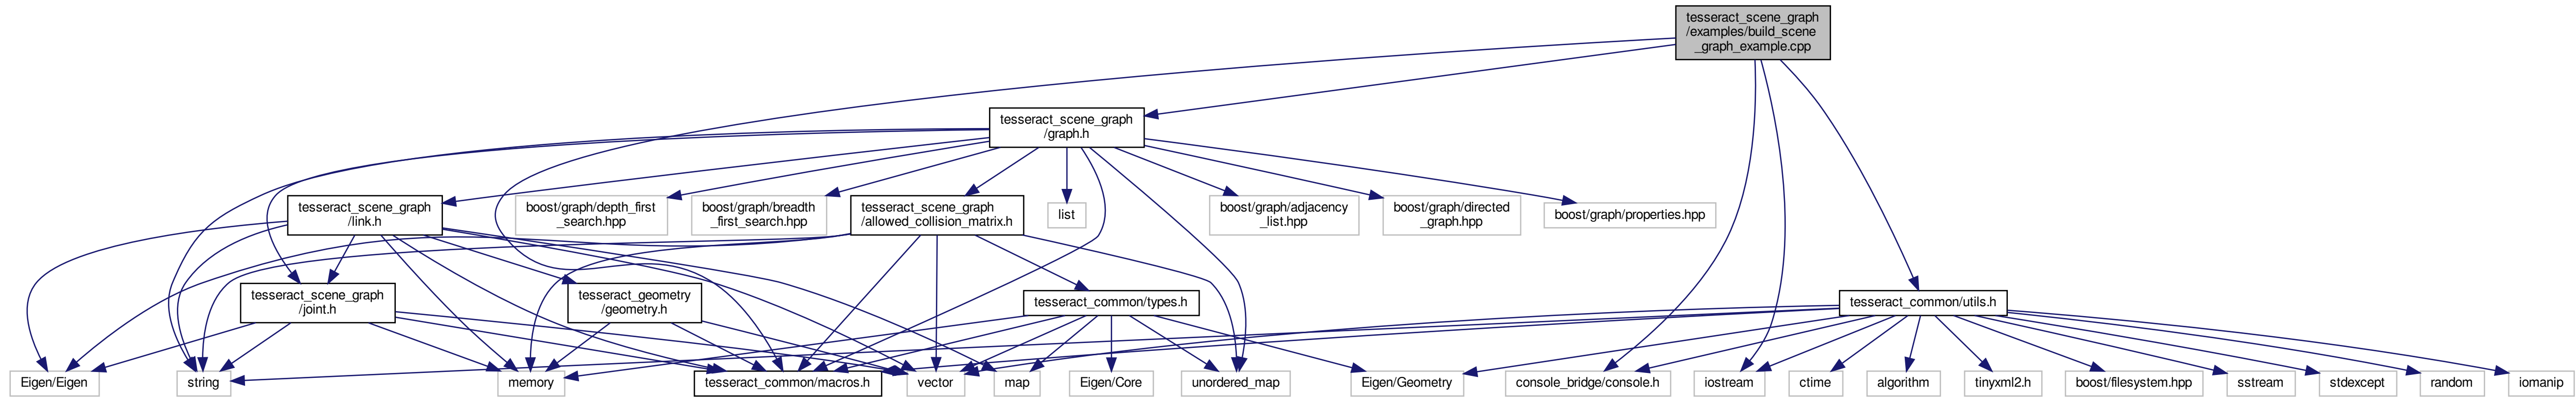 tesseract_scene_graph
/examples/build_scene
_graph_example.cpp
tesseract_scene_graph
/graph.h
tesseract_scene_graph
/link.h
boost/graph/depth_first
_search.hpp
boost/graph/breadth
_first_search.hpp
tesseract_scene_graph
/allowed_collision_matrix.h
list
boost/graph/adjacency
_list.hpp
boost/graph/directed
_graph.hpp
boost/graph/properties.hpp
tesseract_scene_graph
/joint.h
tesseract_geometry
/geometry.h
tesseract_common/types.h
tesseract_common/utils.h
Eigen/Eigen
string
memory
tesseract_common/macros.h
vector
map
Eigen/Core
unordered_map
Eigen/Geometry
console_bridge/console.h
iostream
ctime
algorithm
tinyxml2.h
boost/filesystem.hpp
sstream
stdexcept
random
iomanip